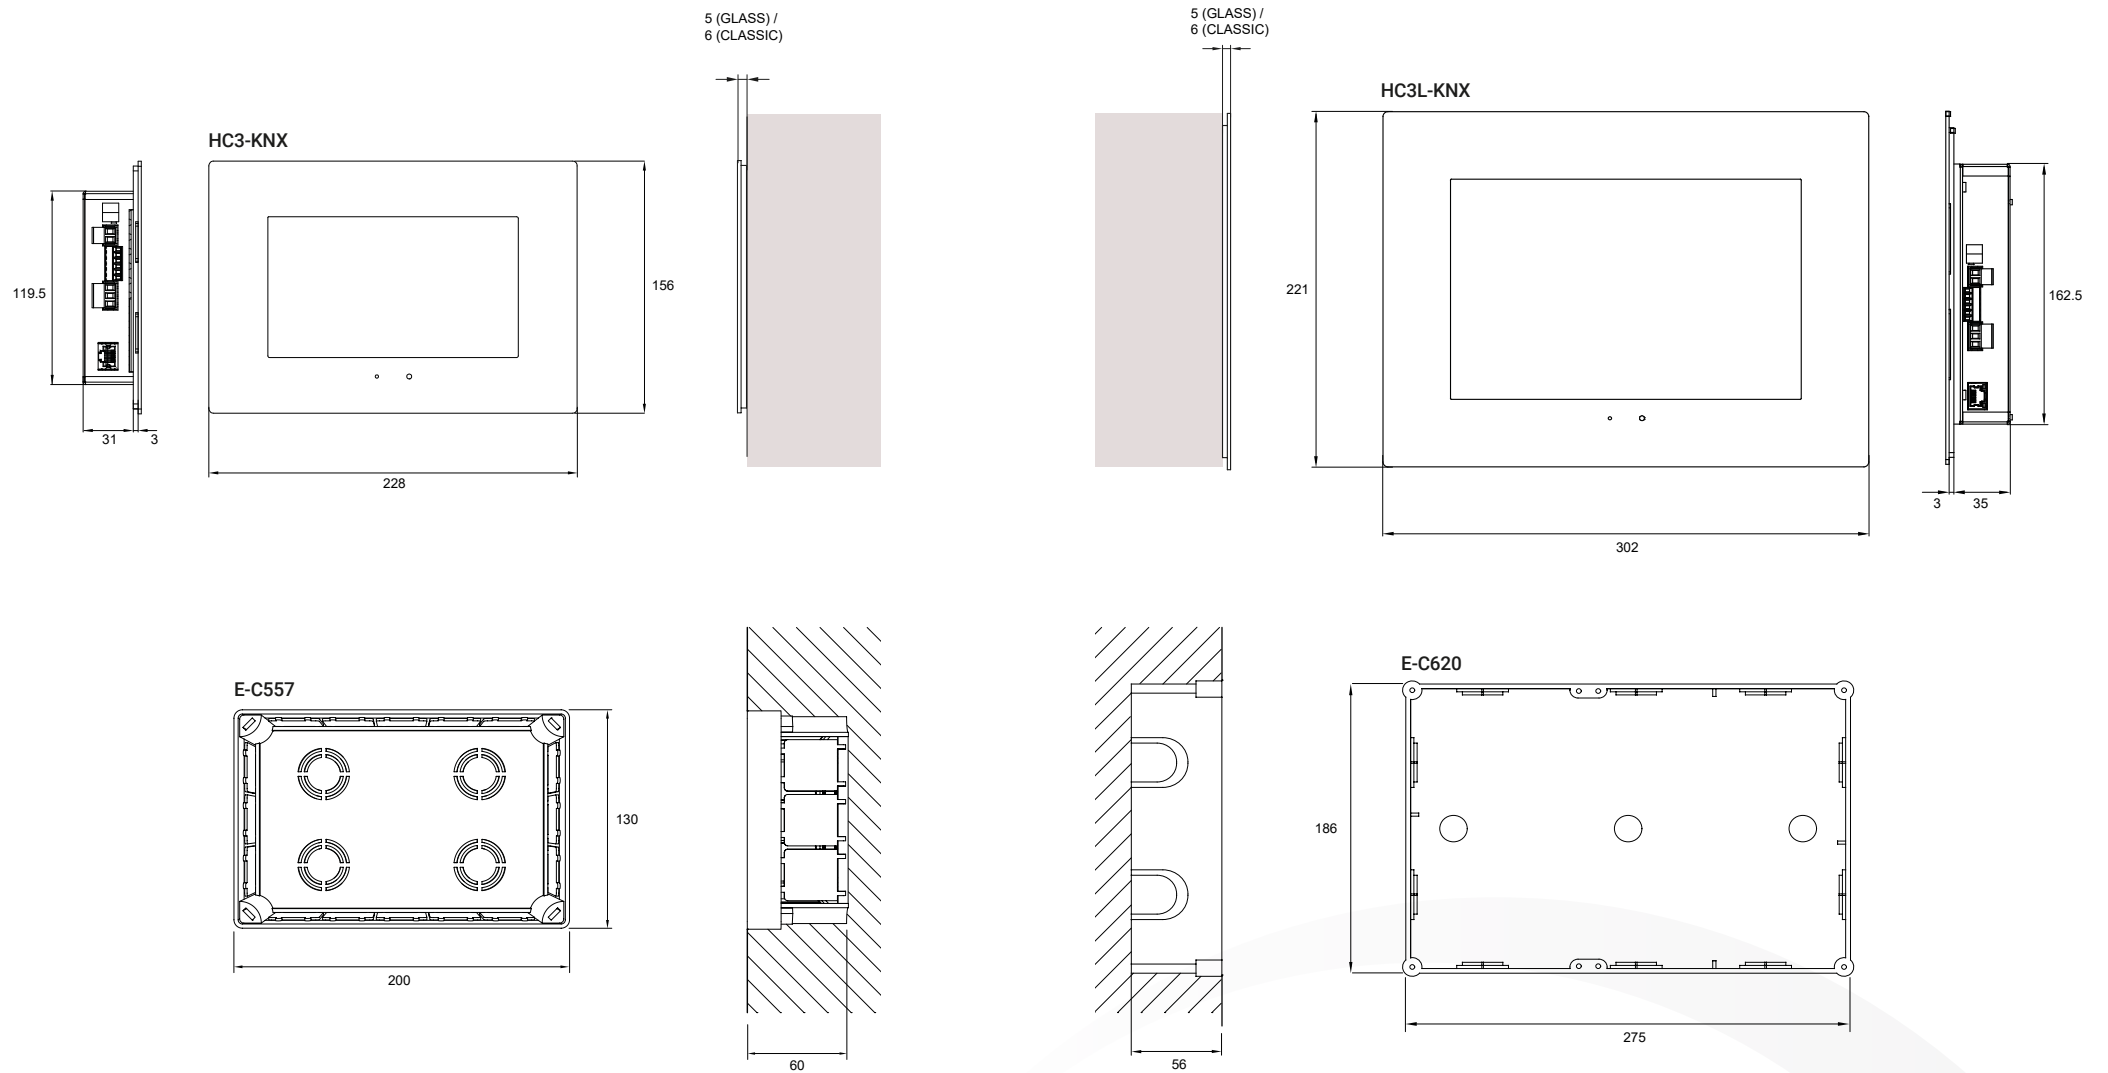 5 (GLASS) /
6 (CLASSIC)
5 (GLASS) /
6 (CLASSIC)
HC3L-KNX
HC3-KNX
119.5
156
221
162.5
31
3
228
3
35
302
E-C620
E-C557
130
186
200
275
60
56